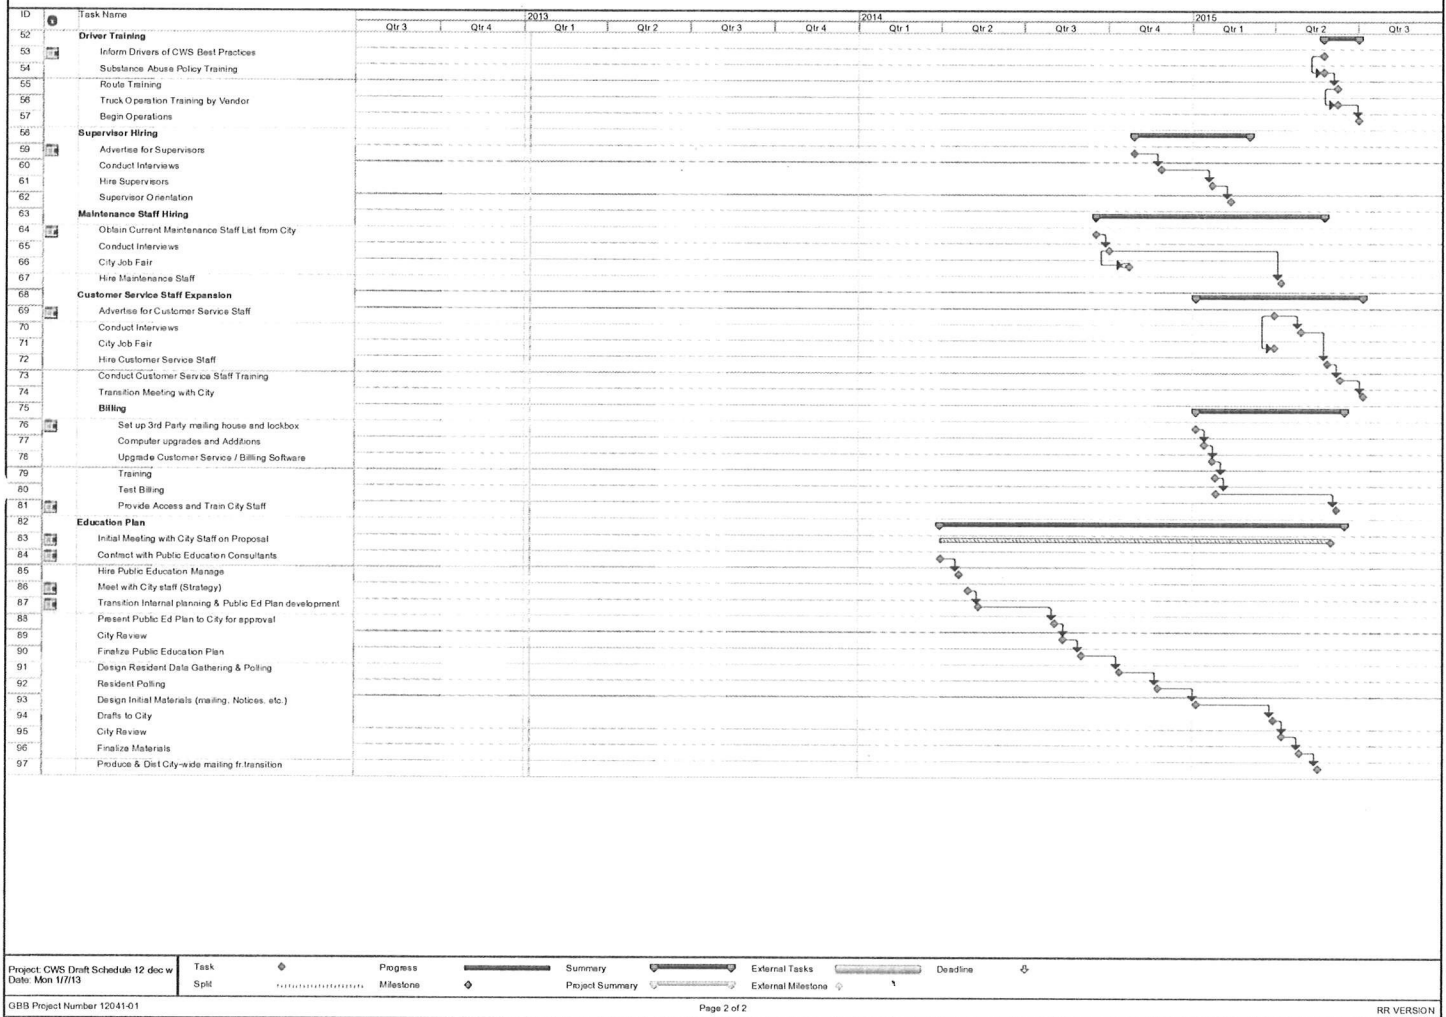 ID Task Name 2013 2014 2015
Qtr 3 Qtr 4 Qtr 1 Qtr 2 Qtr 3 Qtr 4 Qtr 1 Qtr 2 Qtr 3 Qtr 4 Qtr 1 Qtr 2 Qtr 3
52 Driver Training
53 Inform Drivers of CWS Best Practices
54 Substance Abuse Policy Training
55 Route Training
56 Truck Operation Training by Vendor
57 Begin Operations
58 Supervisor Hiring
59 Advertise for Supervisors
60 Conduct Interviews
61 Hire Supervisors
62 Supervisor Orientation
63 Maintenance Staff Hiring
64 Obtain Current Maintenance Staff List from City
65 Conduct Interviews
66 City Job Fair
67 Hire Maintenance Staff
68 Customer Service Staff Expansion
69 Advertise for Customer Service Staff
70 Conduct Interviews
71 City Job Fair
72 Hire Customer Service Staff
73 Conduct Customer Service Staff Training
74 Transition Meeting with City
75 Billing
76 Set up 3rd Party mailing house and lockbox
77 Computer upgrades and Additions
78 Upgrade Customer Service / Billling Software
79 Training
80 Test Billing
81 Provide Access and Train City Staff
82 Education Plan
83 Initial Meeting with City Staff on Proposal
84 Contract with Public Education Consultants
85 Hire Public Education Manage
86 Meet with City staff (Strategy)
87 Transition Internal planning & Public Ed Plan development
88 Present Public Ed Plan to City for approval
89 City Review
90 Finalize Public Education Plan
91 Design Resident Data Gathering & Polling
92 Resident Polling
93 Design Initial Materials (mailing, Notices, etc.)
94 Drafts to City
95 City Review
96 Finalize Materials
97 Produce & Dist City-wide mailing fr.transition
Project: CWS Draft Schedule 12 dec w
Date: Mon 1/7/13
Task Progress Summary External Tasks Deadline
Split Milestone Project Summary External Milestone
GBB Project Number 12041-01 Page 2 of 2 RR VERSION